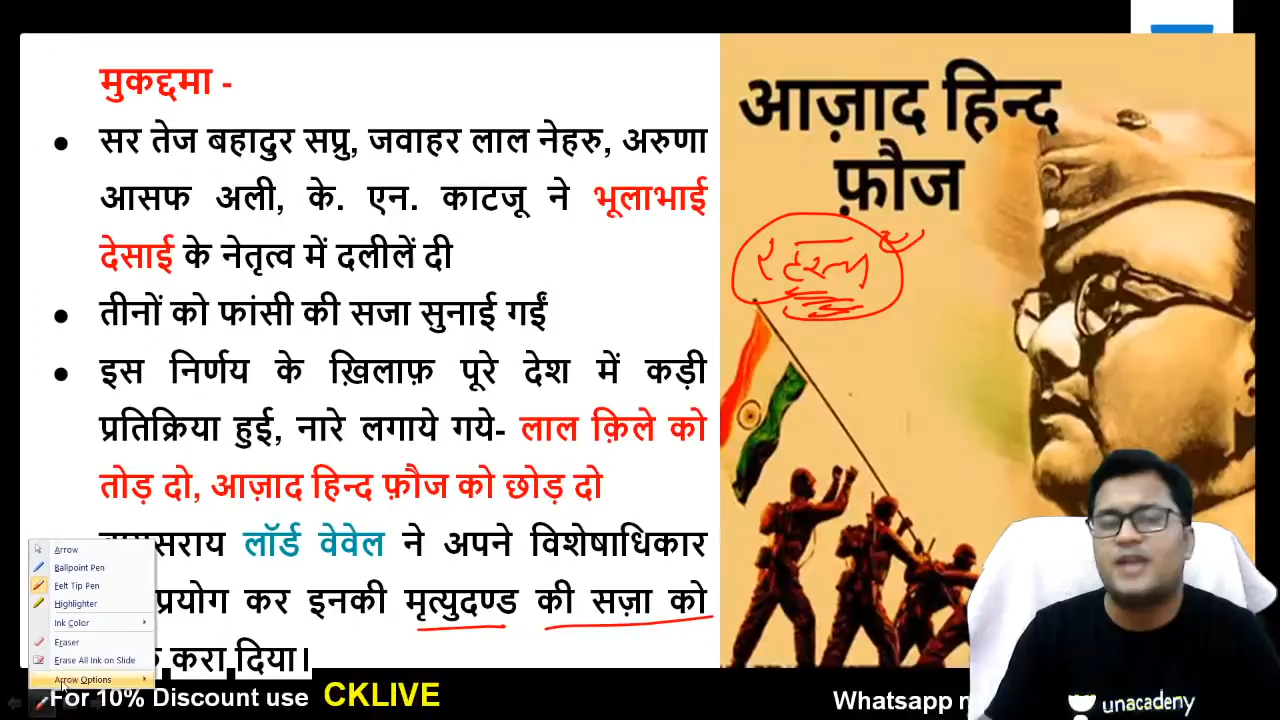 मुकद्दमा -
• सर तेज बहादुर सप्रु, जवाहर लाल नेहरु, अरुणा
आसफ अली, के. एन. काटजू ने भूलाभाई
देसाई के नेतृत्व में दलीलें दी
• तीनों को फांसी की सजा सुनाई गईं
• इस निर्णय के ख़िलाफ़ पूरे देश में कड़ी
प्रतिक्रिया हुई, नारे लगाये गये- लाल क़िले को
तोड़ दो, आज़ाद हिन्द फ़ौज को छोड़ दो
लॉर्ड वेवेल ने अपने विशेषाधिकार
प्रयोग कर इनकी मृत्युदण्ड की सज़ा को
करा दिया।
Arrow
Ballpoint Pen
Felt Tip Pen
Highlighter
Ink Color
Eraser
Erase All Ink on Slide
Arrow Options
आज़ाद हिन्द
फ़ौज
unacademy
For 10% Discount use CKLIVE
Whatsapp